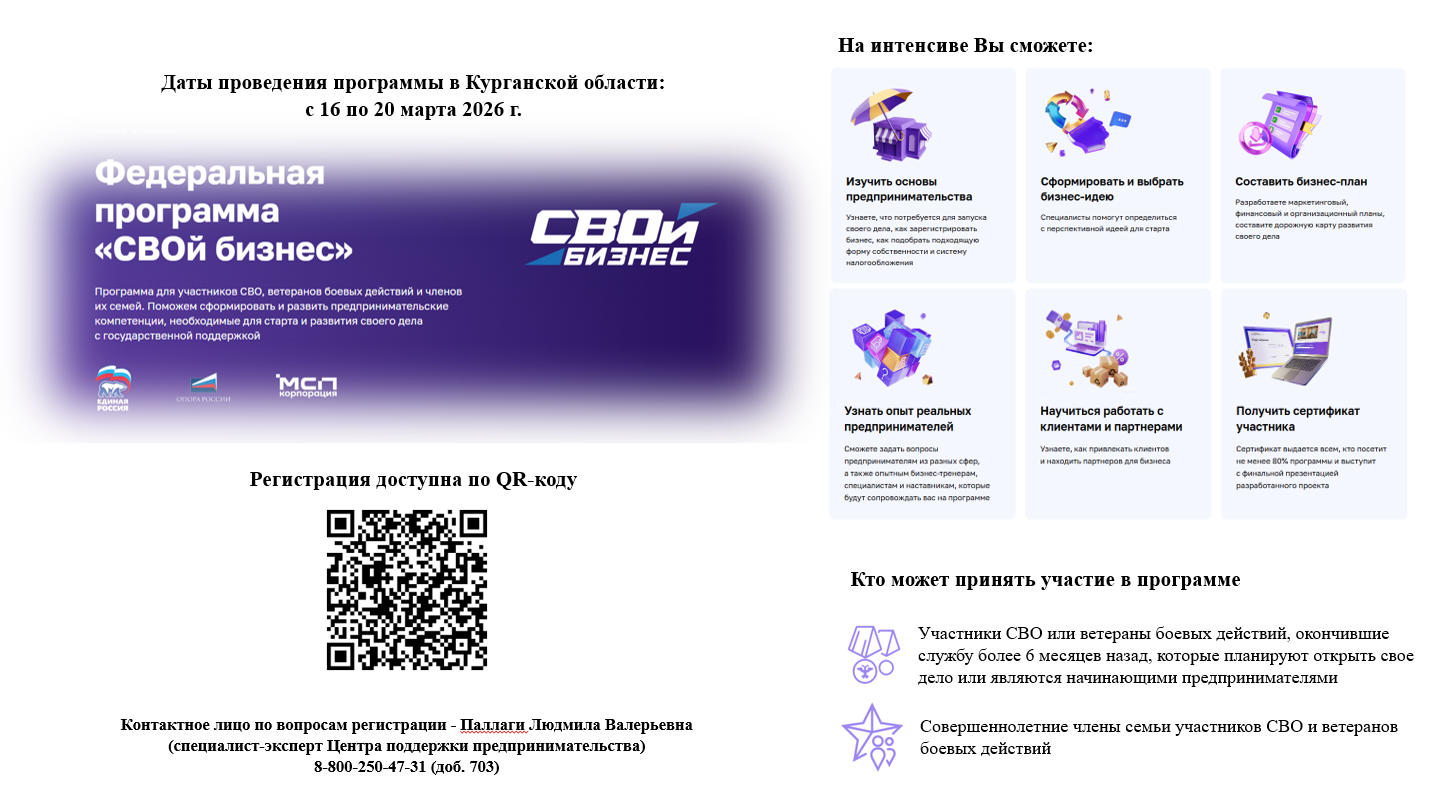 Даты проведения программы в Курганской области:
с 16 по 20 марта 2026 г.
Федеральная
программа
«СВОй бизнес»
СВОй
БИЗНЕС
Программа для участников СВО, ветеранов боевых действий и членов
их семей. Поможем сформировать и развить предпринимательские
компетенции, необходимые для старта и развития своего дела
с государственной поддержкой
ЕДИНАЯ
РОССИЯ
ОПОРА РОССИИ
МСП
корпорация
Регистрация доступна по QR-коду
Контактное лицо по вопросам регистрации - Паллаги Людмила Валерьевна
(специалист-эксперт Центра поддержки предпринимательства)
8-800-250-47-31 (доб. 703)
На интенсиве Вы сможете:
Изучить основы
предпринимательства
Узнаете, что потребуется для запуска
своего дела, как зарегистрировать
бизнес, как подобрать подходящую
форму собственности и систему
налогообложения
Сформировать и выбрать
бизнес-идею
Специалисты помогут определиться
с перспективной идеей для старта
Составить бизнес-план
Разработаете маркетинговый,
финансовый и организационный планы,
составите дорожную карту развития
своего дела
Узнать опыт реальных
предпринимателей
Сможете задать вопросы
предпринимателям из разных сфер,
а также опытным бизнес-тренерам,
специалистам и наставникам, которые
будут сопровождать вас на программе
Научиться работать с
клиентами и партнерами
Узнаете, как привлекать клиентов
и находить партнеров для бизнеса
Получить сертификат
участника
Сертификат выдается всем, кто посетит
не менее 80% программы и выступит
с финальной презентацией
разработанного проекта
Кто может принять участие в программе
Участники СВО или ветераны боевых действий, окончившие
службу более 6 месяцев назад, которые планируют открыть свое
дело или являются начинающими предпринимателями
Совершеннолетние члены семьи участников СВО и ветеранов
боевых действий